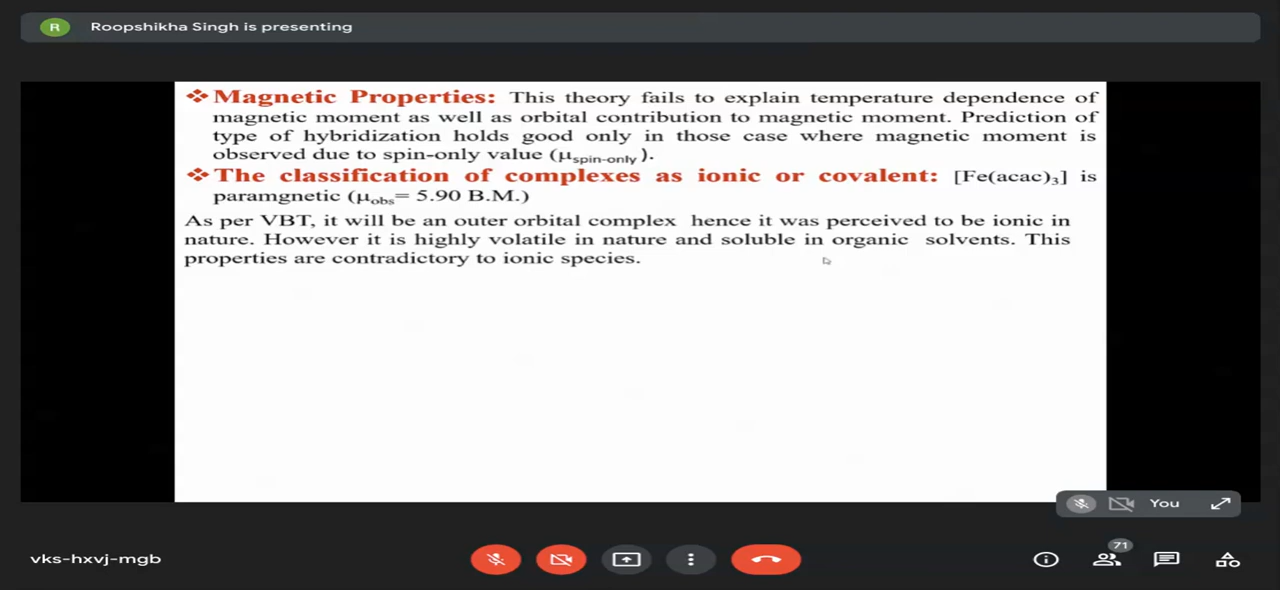 R Roopshikha Singh is presenting
❖ Magnetic Properties: This theory fails to explain temperature dependence of
magnetic moment as well as orbital contribution to magnetic moment. Prediction of
type of hybridization holds good only in those case where magnetic moment is
observed due to spin-only value (μspin-only ).
❖ The classification of complexes as ionic or covalent: [Fe(acac)3] is
paramgnetic (μobs= 5.90 B.M.)
As per VBT, it will be an outer orbital complex hence it was perceived to be ionic in
nature. However it is highly volatile in nature and soluble in organic solvents. This
properties are contradictory to ionic species.
You
vks-hxvj-mgb
71